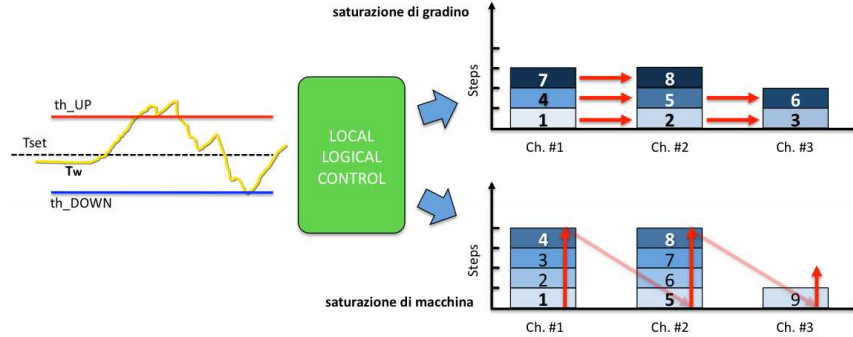 saturazione di gradino
Steps
7
8
4
5
6
1
2
3
Ch. #1
Ch. #2
Ch. #3
th_UP
Tset
Tw
th_DOWN
LOCAL
LOGICAL
CONTROL
Steps
4
8
3
7
2
6
1
5
9
saturazione di macchina
Ch. #1
Ch. #2
Ch. #3